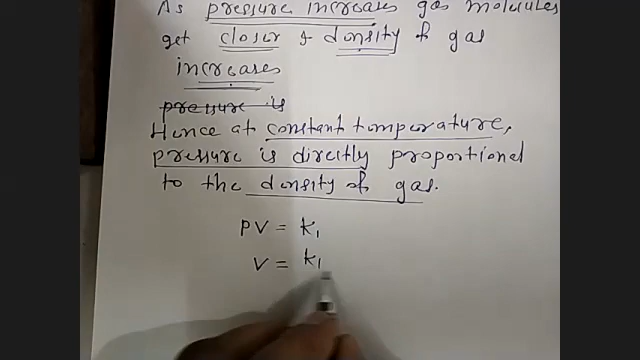 As pressure increases gas molecules
get closer & density of gas
increases
pressure is
Hence at constant temperature,
pressure is directly proportional
to the density of gas.
PV = K₁
V = K₁